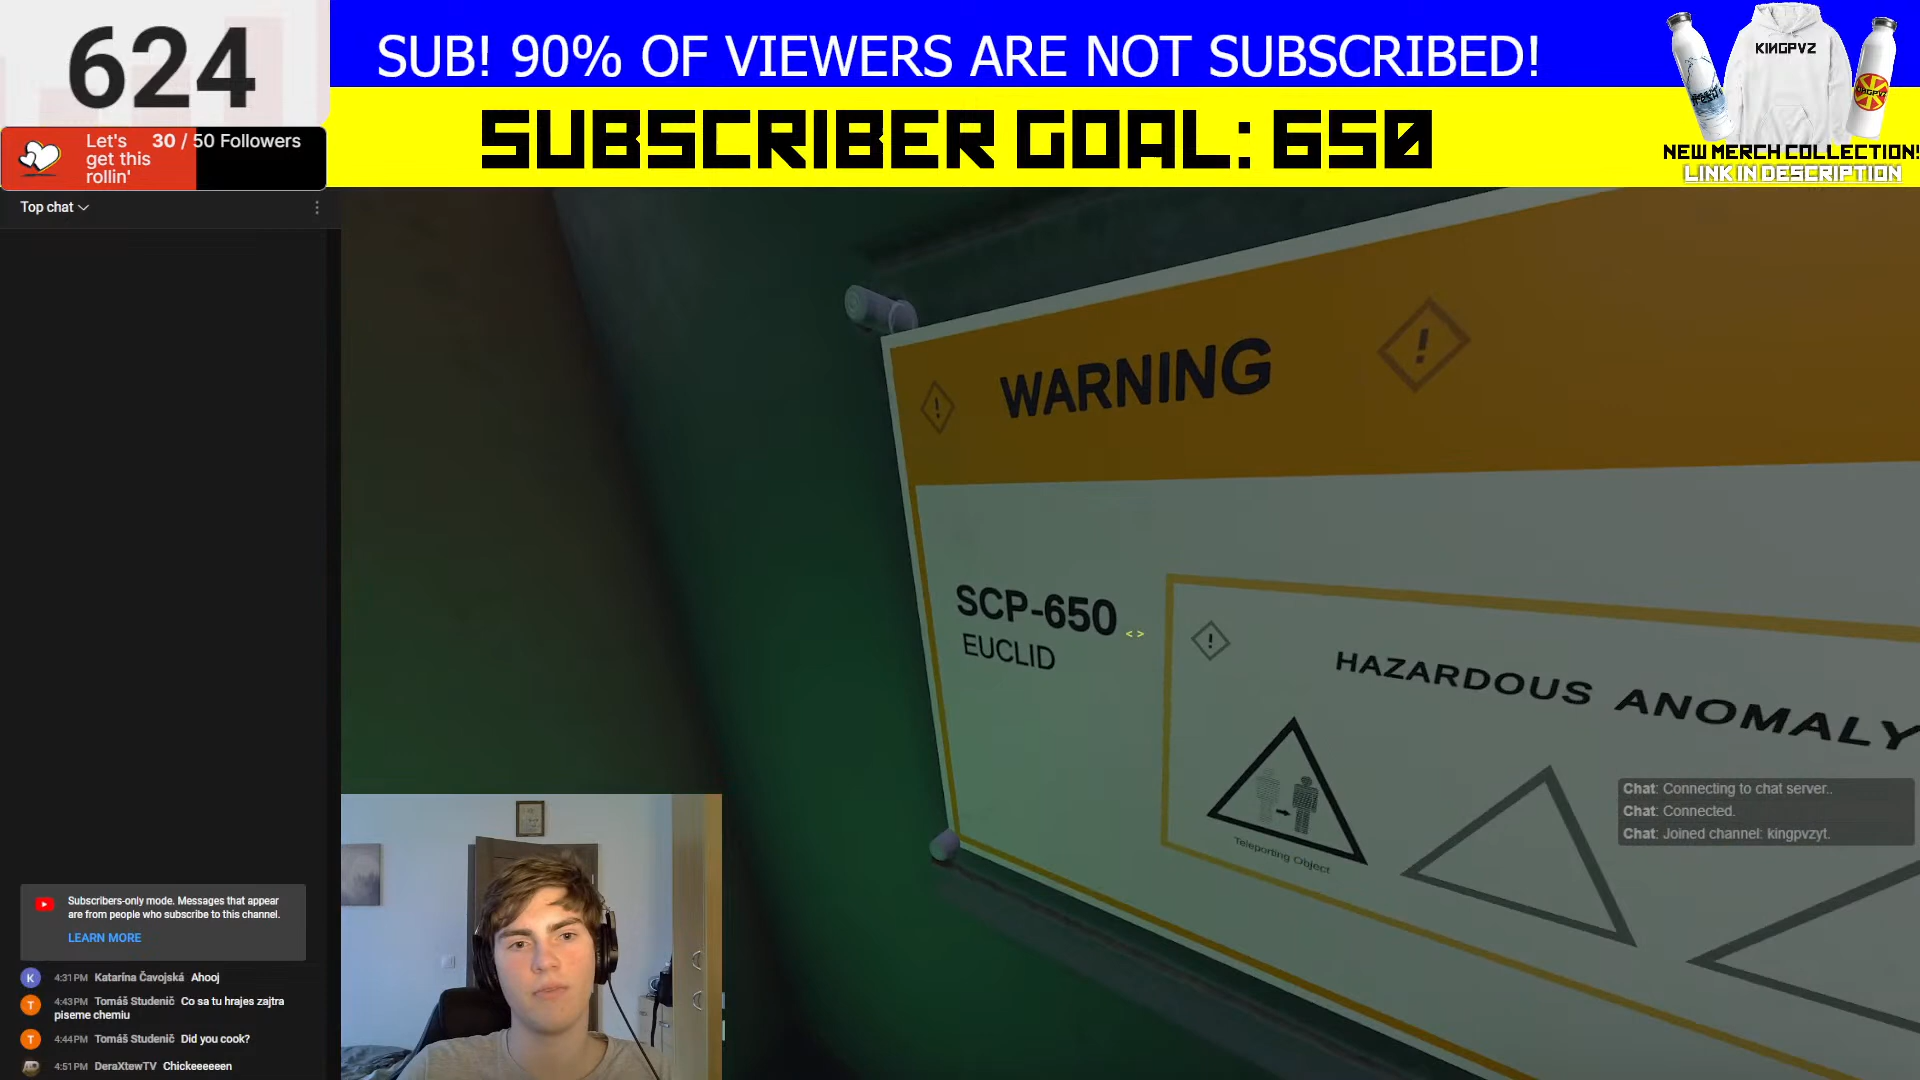 624
SUB! 90% OF VIEWERS ARE NOT SUBSCRIBED!
SUBSCRIBER GOAL: 650
KINGPVZ
NEW MERCH COLLECTION!
LINK IN DESCRIPTION
Let's get this rollin'
30 / 50 Followers
Top chat
WARNING
!
!
SCP-650
EUCLID
< >
!
HAZARDOUS ANOMALY
Teleporting Object
Chat: Connecting to chat server..
Chat: Connected.
Chat: Joined channel: kingpvzyt.
Subscribers-only mode. Messages that appear
are from people who subscribe to this channel.
LEARN MORE
K 4:31 PM Katarína Čavojská Ahooj
T 4:43 PM Tomáš Studenič Co sa tu hrajes zajtra
piseme chemiu
T 4:44 PM Tomáš Studenič Did you cook?
4:51 PM DeraXtewTV Chickeeeeeen